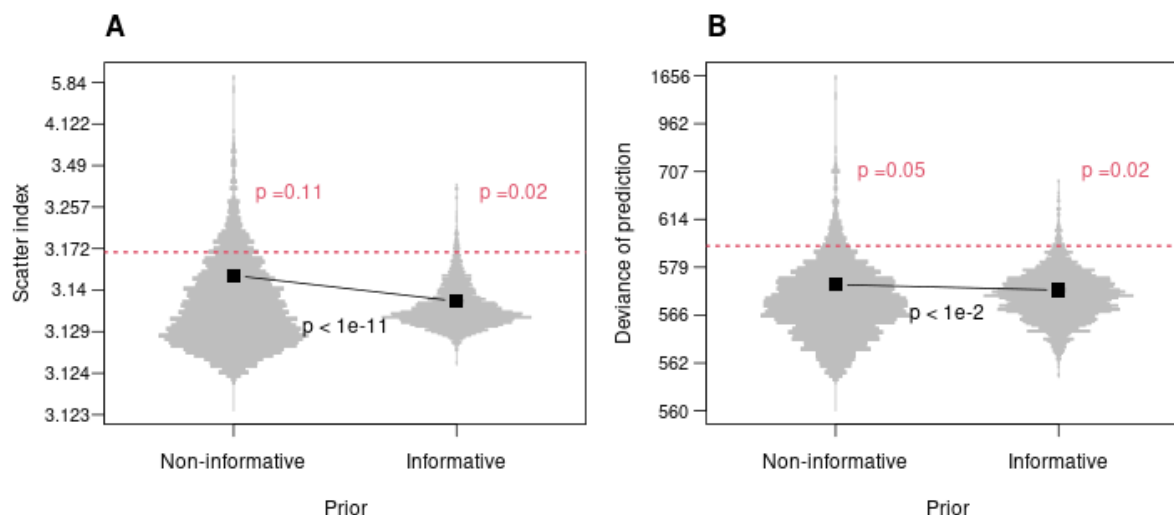 A
Scatter index
5.84
4.122
3.49
3.257
3.172
3.14
3.129
3.124
3.123
p =0.11
p =0.02
p < 1e-11
Non-informative
Informative
Prior
B
Deviance of prediction
1656
962
707
614
579
566
562
560
p =0.05
p =0.02
p < 1e-2
Non-informative
Informative
Prior